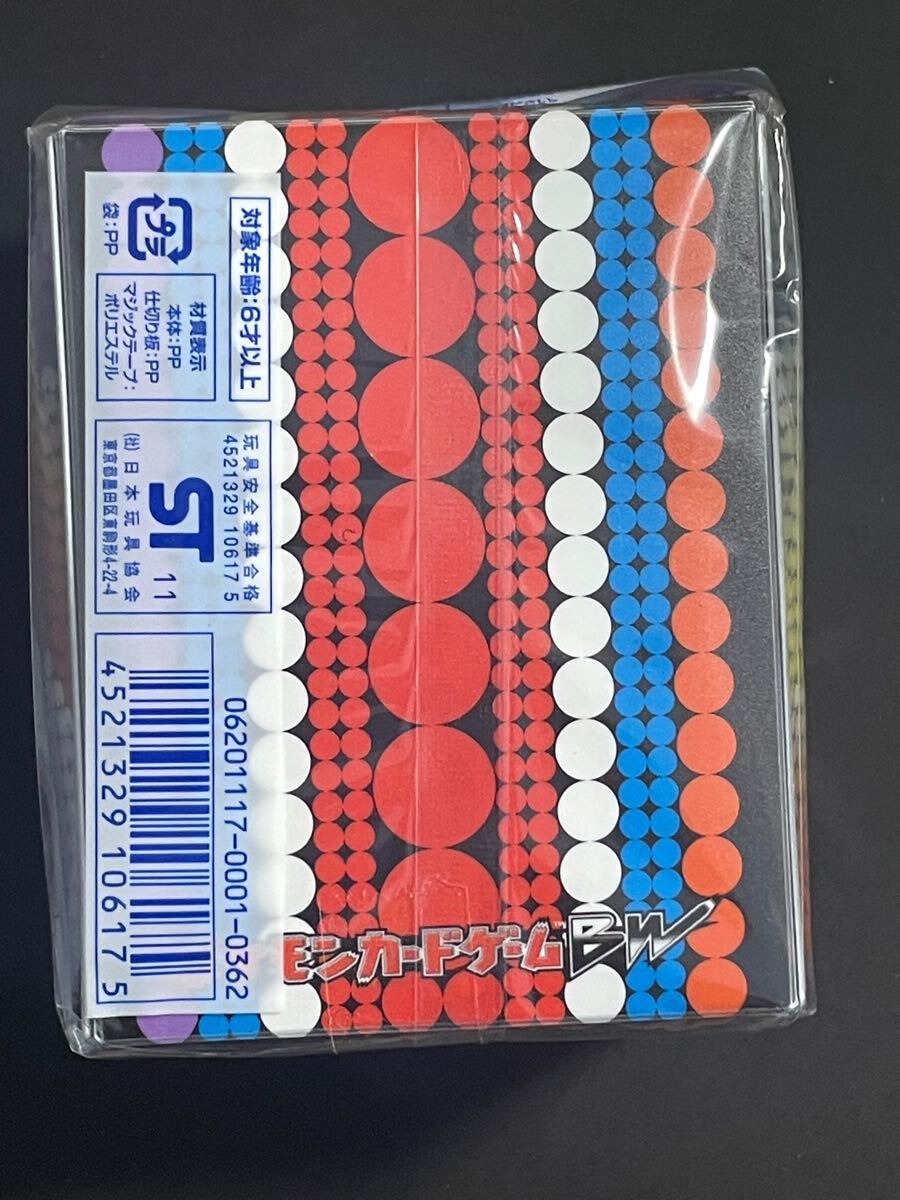 対象年齢:6才以上
プラ
袋:PP
材質表示
本体:PP
仕切り板:PP
マジックテープ:
ポリエステル
玩具安全基準合格
4521329 10617 5
ST 11
(社)日本玩具協会
東京都墨田区東駒形4-22-4
06201117-0001-0362
4521329106175
モンカードゲームBW